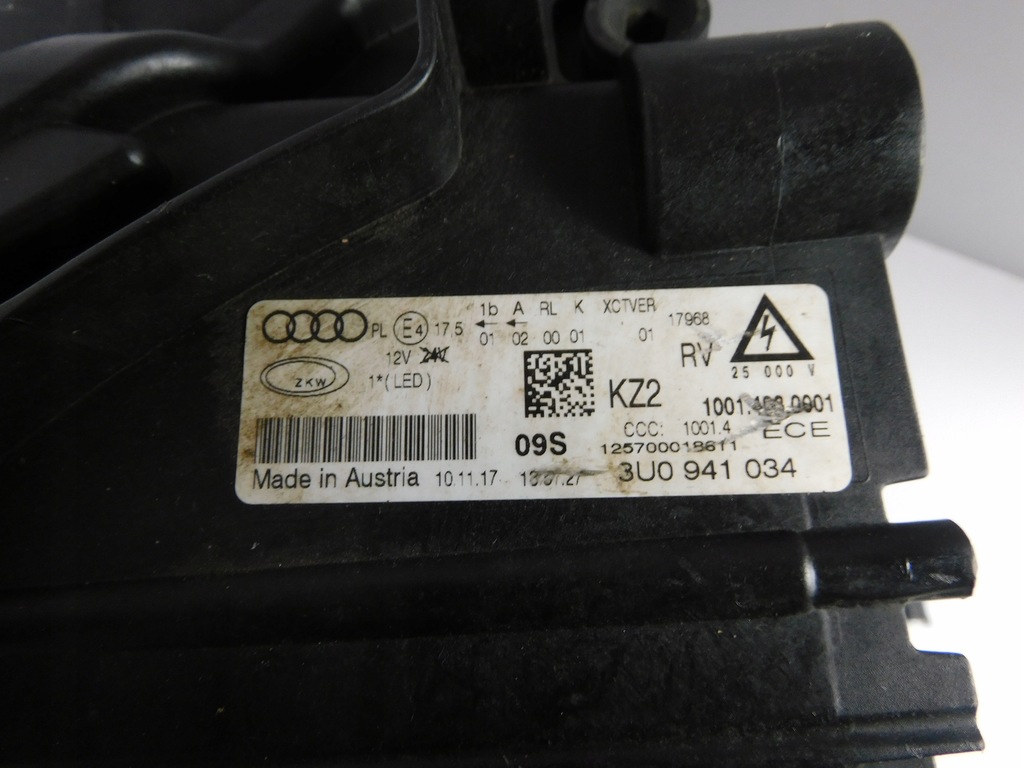 1b A RL K XCTVER
PL E4 17,5 01 02 00 01 01 17968
12V 24V RV
ZKW 1*(LED) 25 000 V
KZ2
CCC: 1001.4 ECE
09S 125700018611
Made in Austria 10.11.17 3U0 941 034